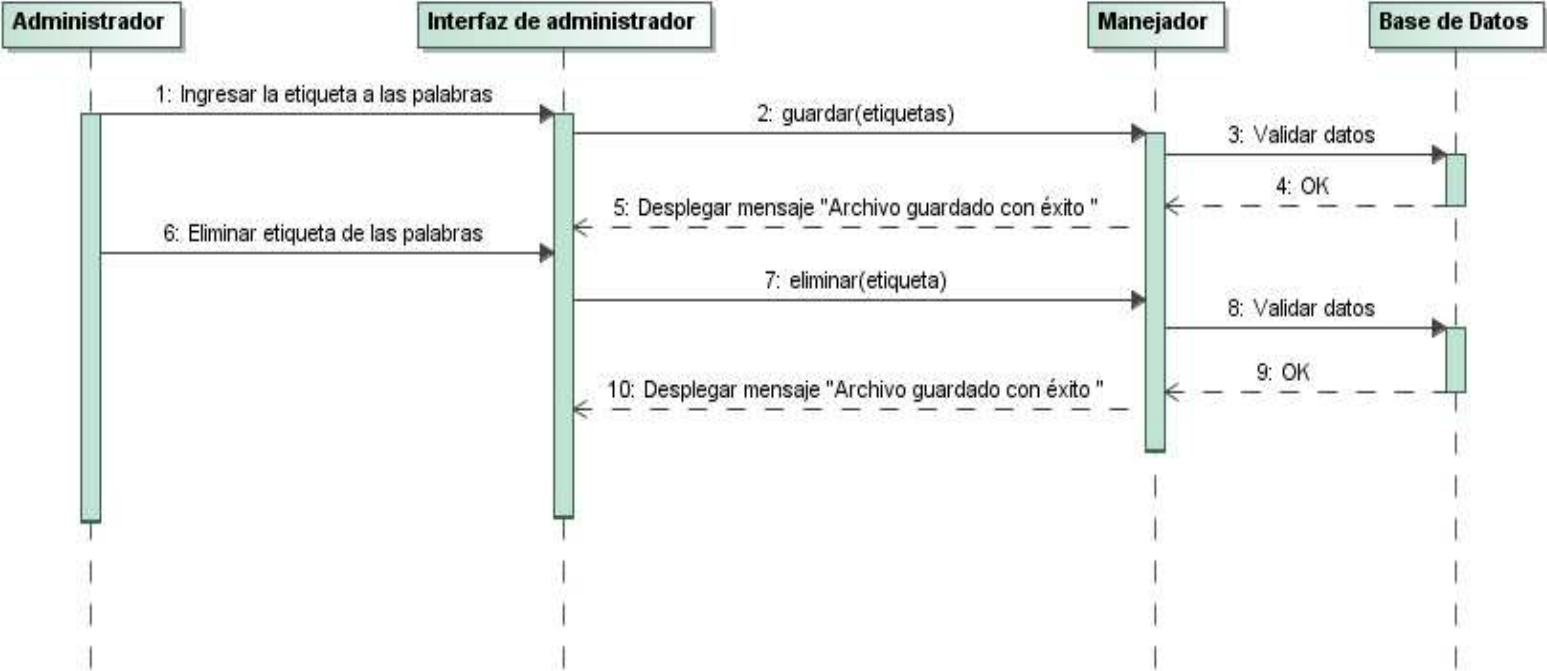 Administrador
Interfaz de administrador
Manejador
Base de Datos
1: Ingresar la etiqueta a las palabras
2: guardar(etiquetas)
3: Validar datos
4: OK
5: Desplegar mensaje "Archivo guardado con éxito "
6: Eliminar etiqueta de las palabras
7: eliminar(etiqueta)
8: Validar datos
9: OK
10: Desplegar mensaje "Archivo guardado con éxito "